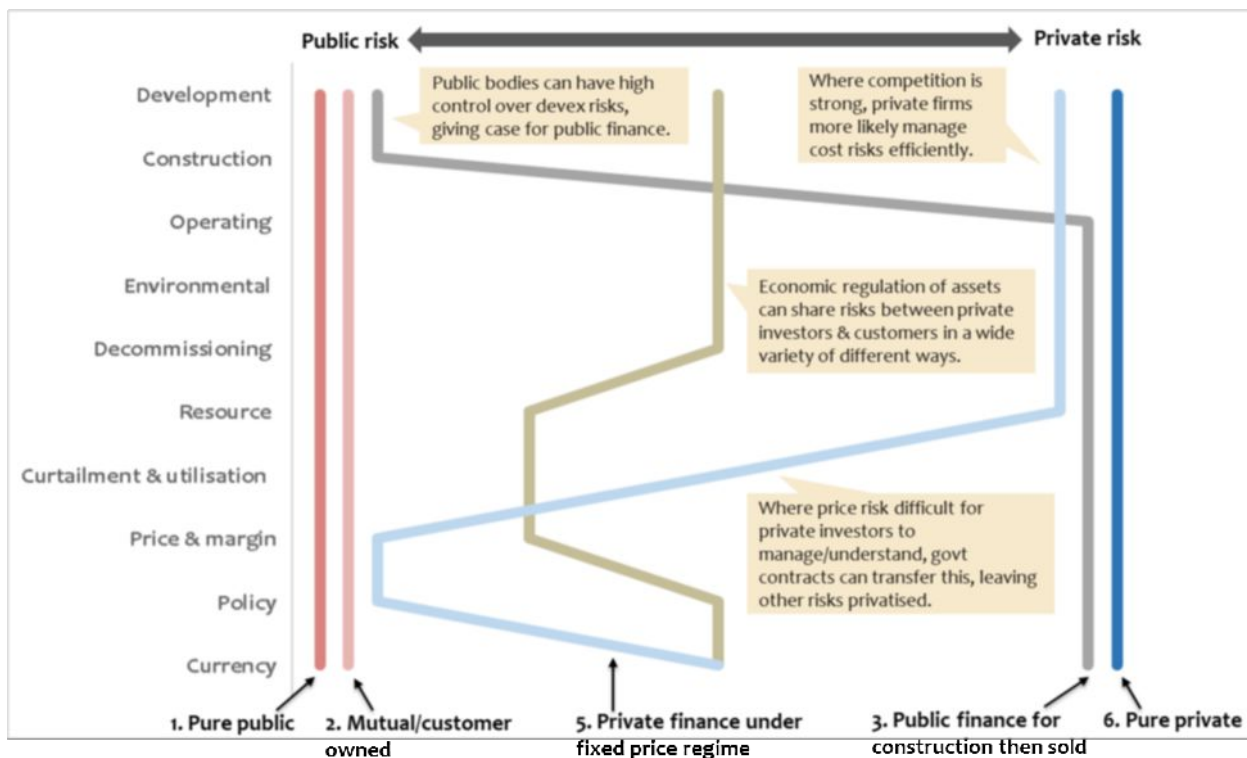 Public risk
Private risk
Development
Construction
Operating
Environmental
Decommissioning
Resource
Curtailment & utilisation
Price & margin
Policy
Currency
Public bodies can have high
control over devex risks,
giving case for public finance.
Where competition is
strong, private firms
more likely manage
cost risks efficiently.
Economic regulation of assets
can share risks between private
investors & customers in a wide
variety of different ways.
Where price risk difficult for
private investors to
manage/understand, govt
contracts can transfer this, leaving
other risks privatised.
1. Pure public
2. Mutual/customer
owned
5. Private finance under
fixed price regime
3. Public finance for
construction then sold
6. Pure private